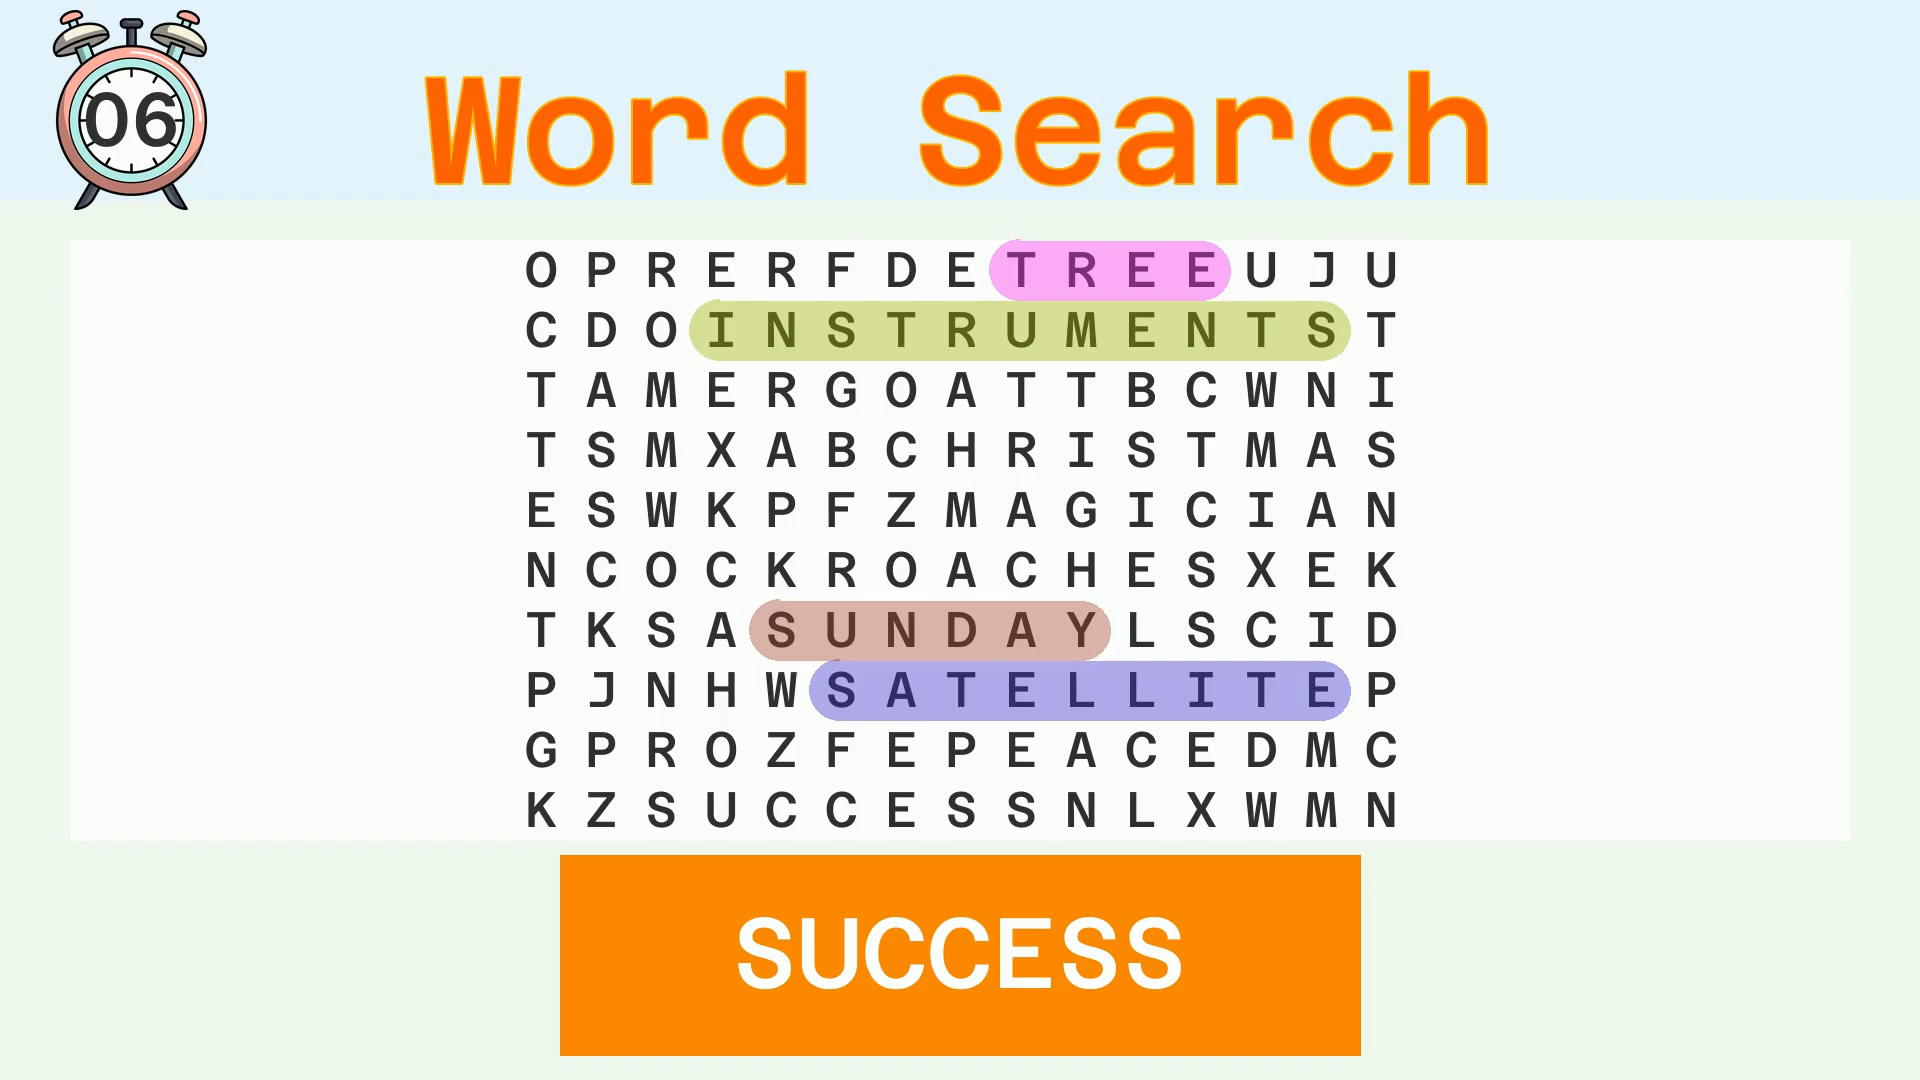 06
Word Search
O P R E R F D E T R E E U J U
C D O I N S T R U M E N T S T
T A M E R G O A T T B C W N I
T S M X A B C H R I S T M A S
E S W K P F Z M A G I C I A N
N C O C K R O A C H E S X E K
T K S A S U N D A Y L S C I D
P J N H W S A T E L L I T E P
G P R O Z F E P E A C E D M C
K Z S U C C E S S N L X W M N
SUCCESS